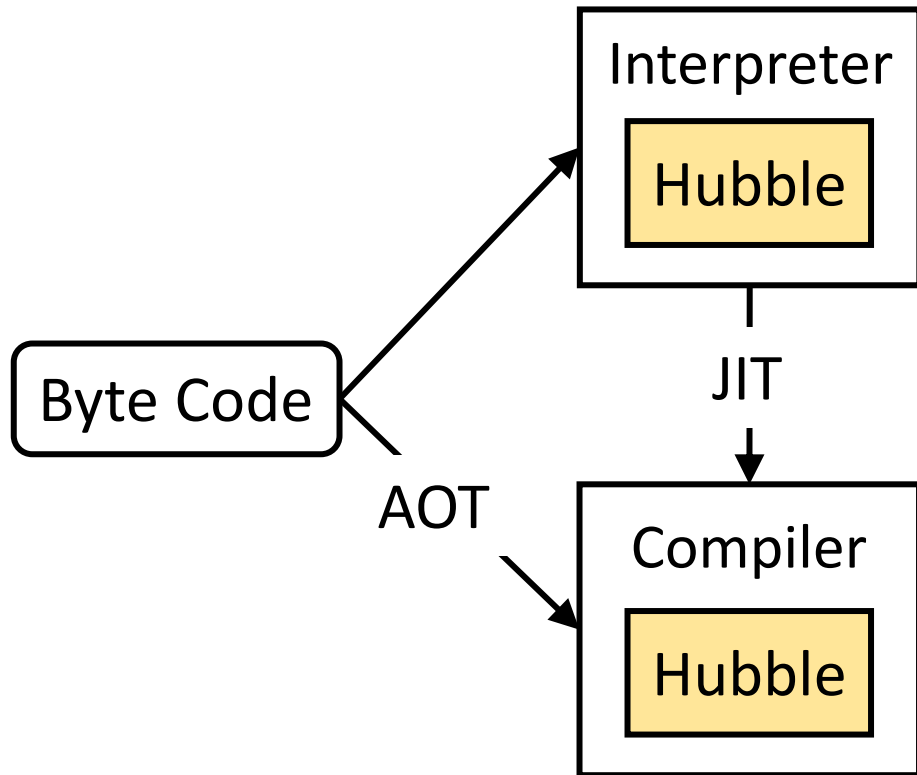 Interpreter
Hubble
Byte Code
JIT
AOT
Compiler
Hubble